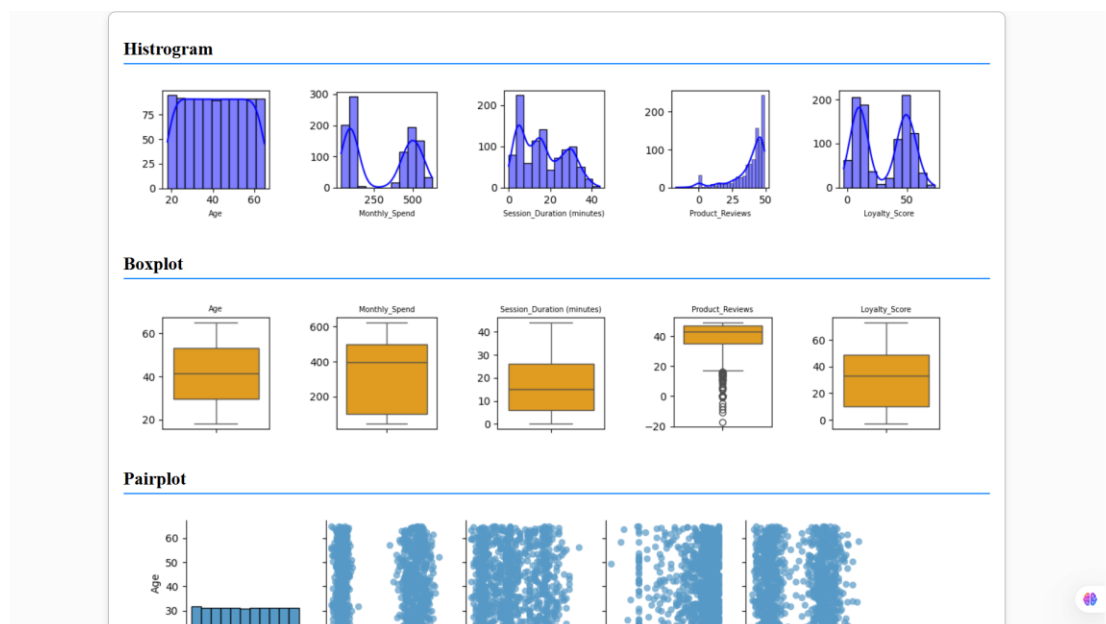 Histrogram
75
50
25
0
20 40 60
Age
300
200
100
0
250 500
Monthly_Spend
200
100
0
0 20 40
Session_Duration (minutes)
200
100
0
0 25 50
Product_Reviews
200
100
0
0 50
Loyalty_Score
Boxplot
Age
60
40
20
Monthly_Spend
600
400
200
Session_Duration (minutes)
40
30
20
10
0
Product_Reviews
40
20
0
−20
Loyalty_Score
60
40
20
0
Pairplot
Age
60
50
40
30